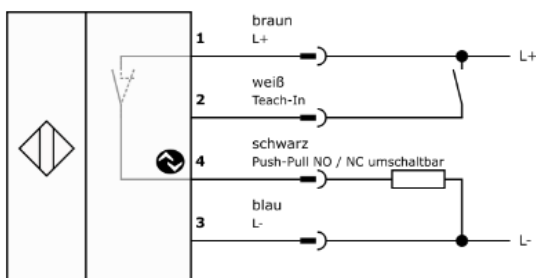 braun
1 L+ L+
weiß
2 Teach-In
schwarz
4 Push-Pull NO / NC umschaltbar
blau
3 L- L-